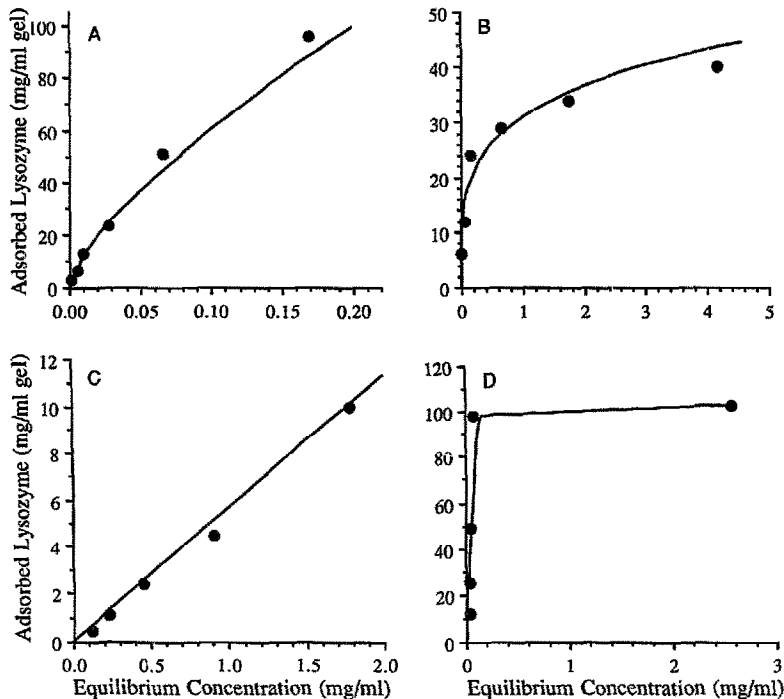 A
Adsorbed Lysozyme (mg/ml gel)
100
80
60
40
20
0
0.00 0.05 0.10 0.15 0.20
B
50
40
30
20
10
0
0 1 2 3 4 5
C
Adsorbed Lysozyme (mg/ml gel)
12
10
8
6
4
2
0
0.0 0.5 1.0 1.5 2.0
Equilibrium Concentration (mg/ml)
D
120
100
80
60
40
20
0
0 1 2 3
Equilibrium Concentration (mg/ml)